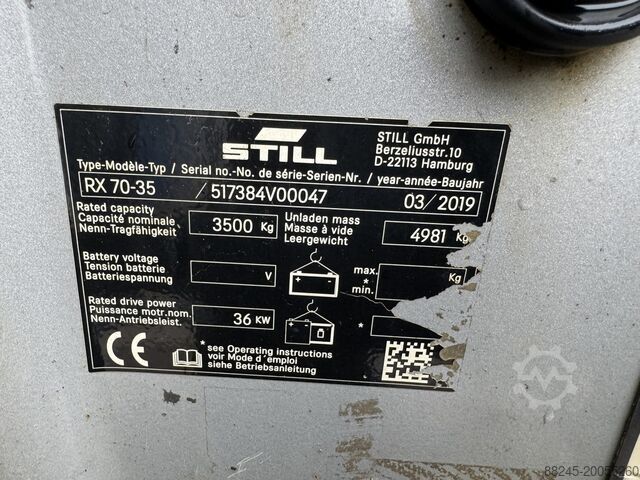 STILL
STILL GmbH
Berzeliusstr.10
D-22113 Hamburg
Type-Modèle-Typ / Serial no.-No. de série-Serien-Nr. / year-année-Baujahr
RX 70-35 / 517384V00047 03/2019
Rated capacity
Capacité nominale
Nenn-Tragfähigkeit
3500 Kg
Unladen mass
Masse à vide
Leergewicht
4981 Kg
Battery voltage
Tension batterie
Batteriespannung
V
max.
*
min.
Kg
Rated drive power
Puissance motr.nom.
Nenn-Antriebsleist.
36 KW
*
CE
*see Operating instructions
voir Mode d´emploi
siehe Betriebsanleitung